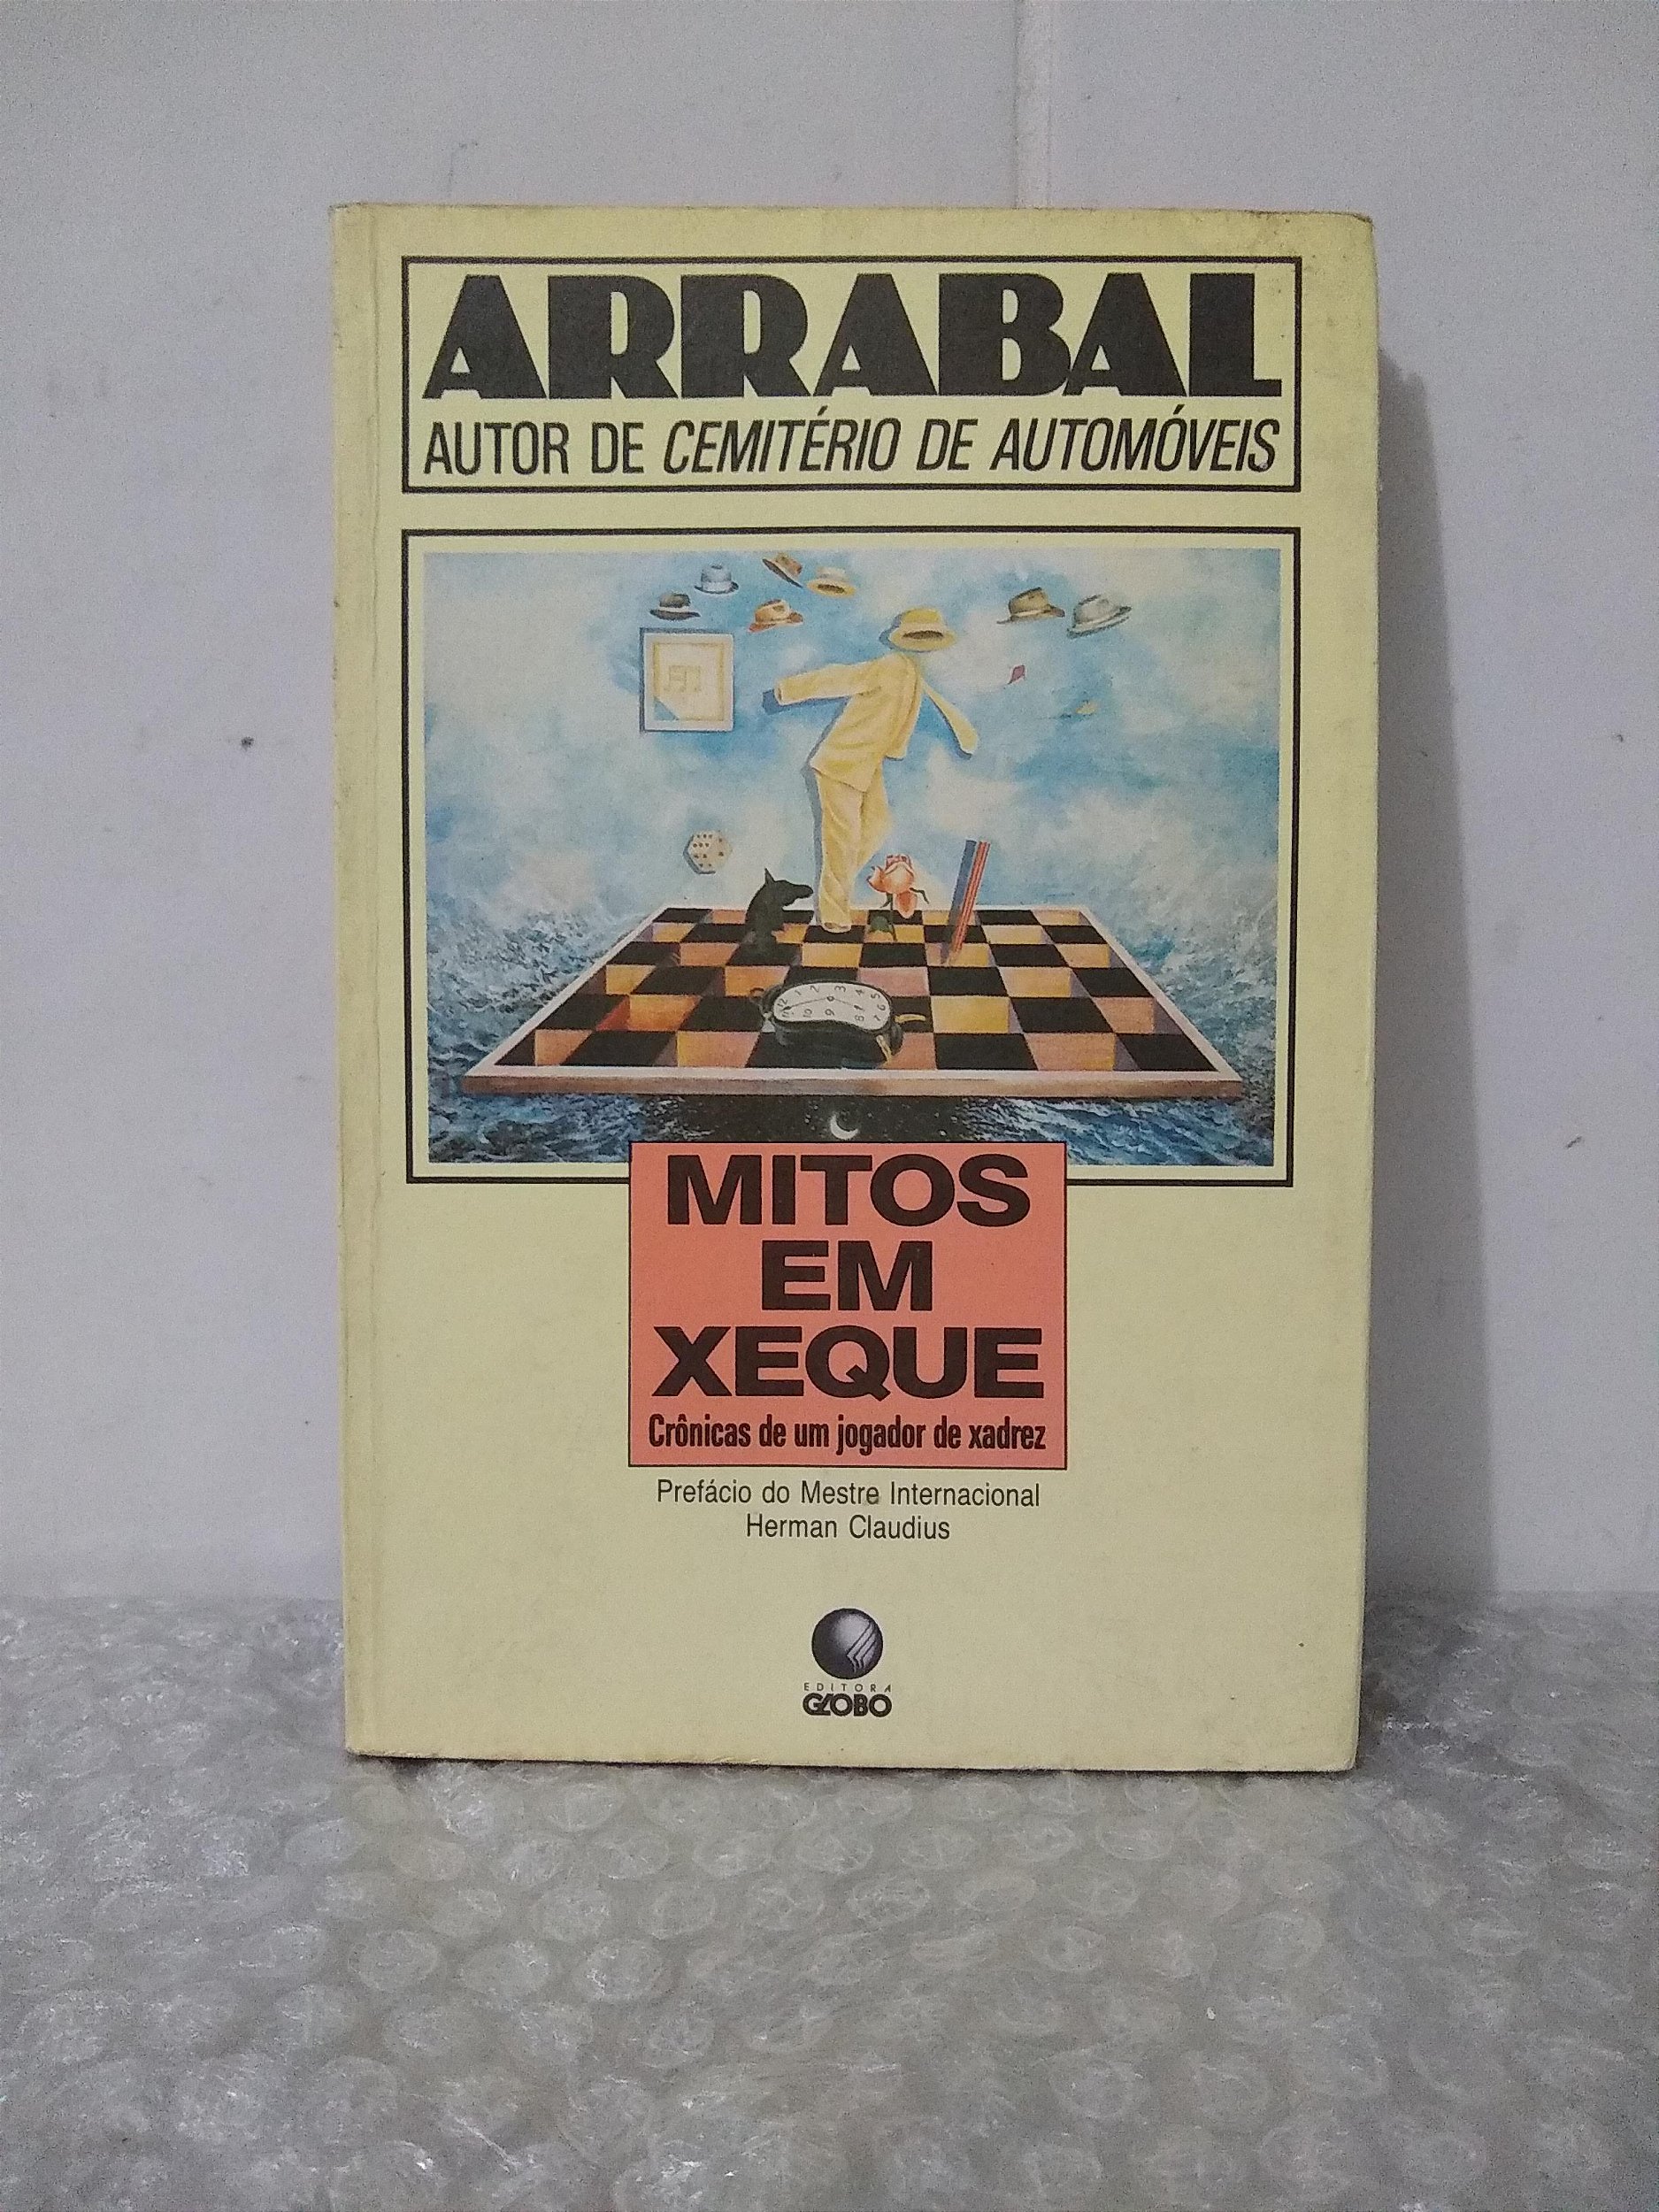 ARRABAL
AUTOR DE CEMITÉRIO DE AUTOMÓVEIS
MITOS
EM
XEQUE
Crônicas de um jogador de xadrez
Prefácio do Mestre Internacional
Herman Claudius
EDITORA
GLOBO